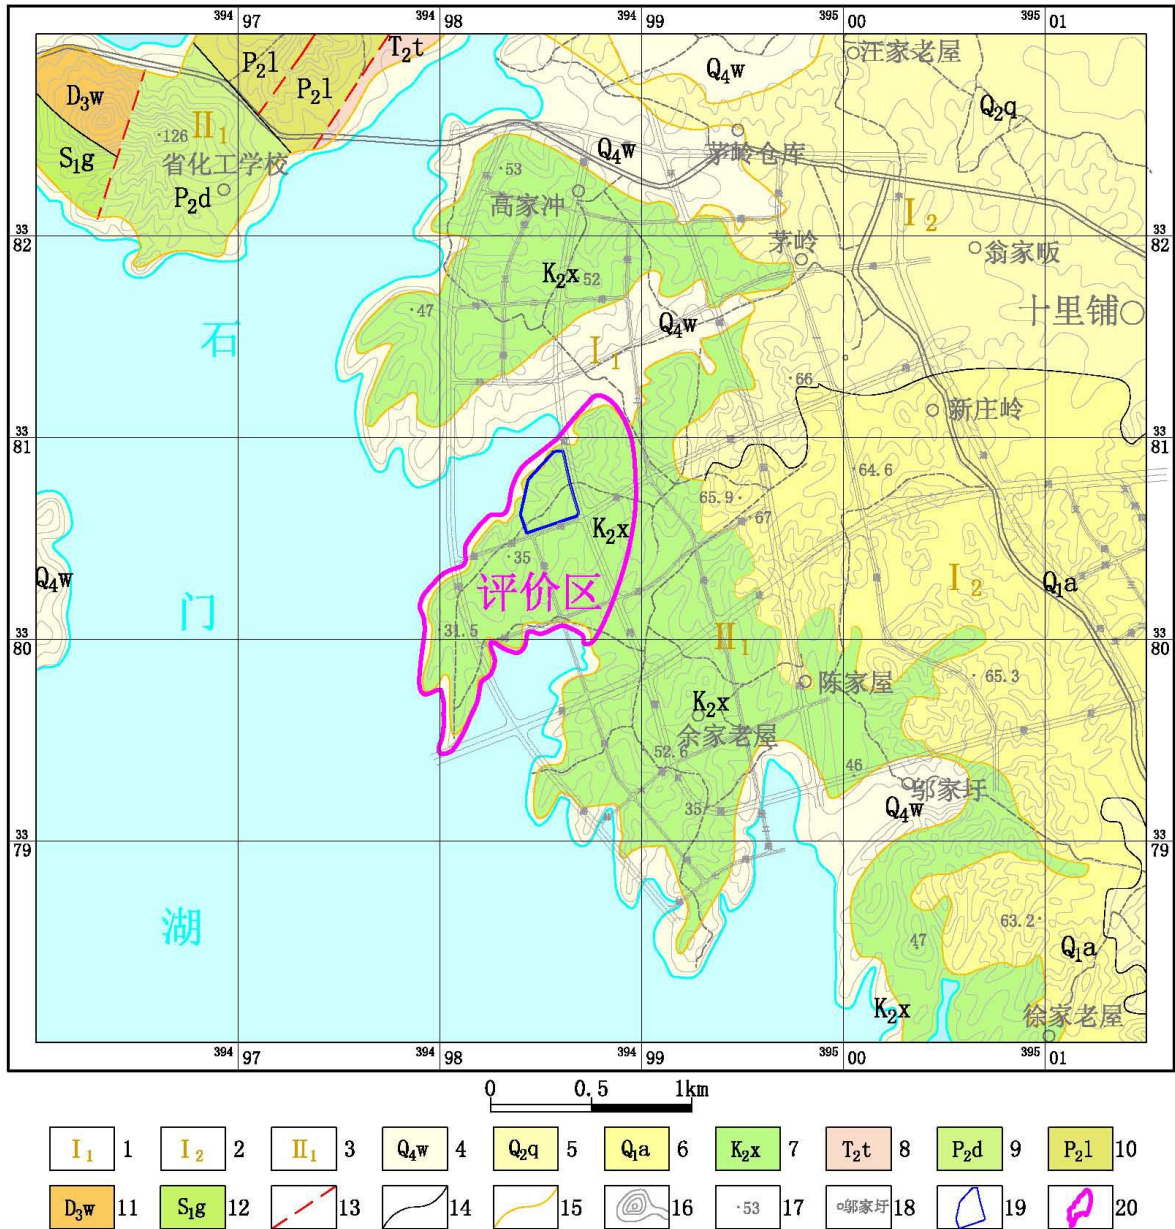 394 97
98
394 99
395 00
01
汪家老屋
T₂t
P₂l
P₂l
Q₄w
D₃w
Q₂q
·126
II₁
省化工学校
S₁g
P₂d
·53
高家冲
Q₄w
茅岭仓库
I₂
33 82
33 82
茅岭
翁家畈
K₂x
52
·47
Q₄w
十里铺
石
I₁
·66
新庄岭
33 81
33 81
·64.6
65.9·
·67
K₂x
·35
Q₄w
评价区
I₂
Q₁a
门
·31.5
33 80
II₁
33 80
陈家屋
65.3
K₂x
余家老屋
52.6
46
邬家圩
35
Q₄w
33 79
33 79
湖
63.2·
47
Q₁a
K₂x
徐家老屋
394 97
394 98
394 99
395 00
395 01
0 0.5 1km
I₁ 1 I₂ 2 II₁ 3 Q₄w 4 Q₂q 5 Q₁a 6 K₂x 7 T₂t 8 P₂d 9 P₂l 10
D₃w 11 S₁g 12 13 14 15 16 ·53 17 邬家圩 18 19 20